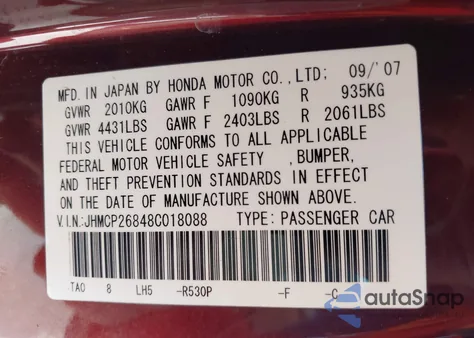 MFD. IN JAPAN BY HONDA MOTOR CO.,LTD: 09/'07
GVWR 2010KG GAWR F 1090KG R 935KG
GVWR 4431LBS GAWR F 2403LBS R 2061LBS
THIS VEHICLE CONFORMS TO ALL APPLICABLE
FEDERAL MOTOR VEHICLE SAFETY ,BUMPER,
AND THEFT PREVENTION STANDARDS IN EFFECT
ON THE DATE OF MANUFACTURE SHOWN ABOVE.
V.I.N:JHMCP26848C018088 TYPE: PASSENGER CAR
TAO 8 LH5 -R530P -F -C
autoSnap